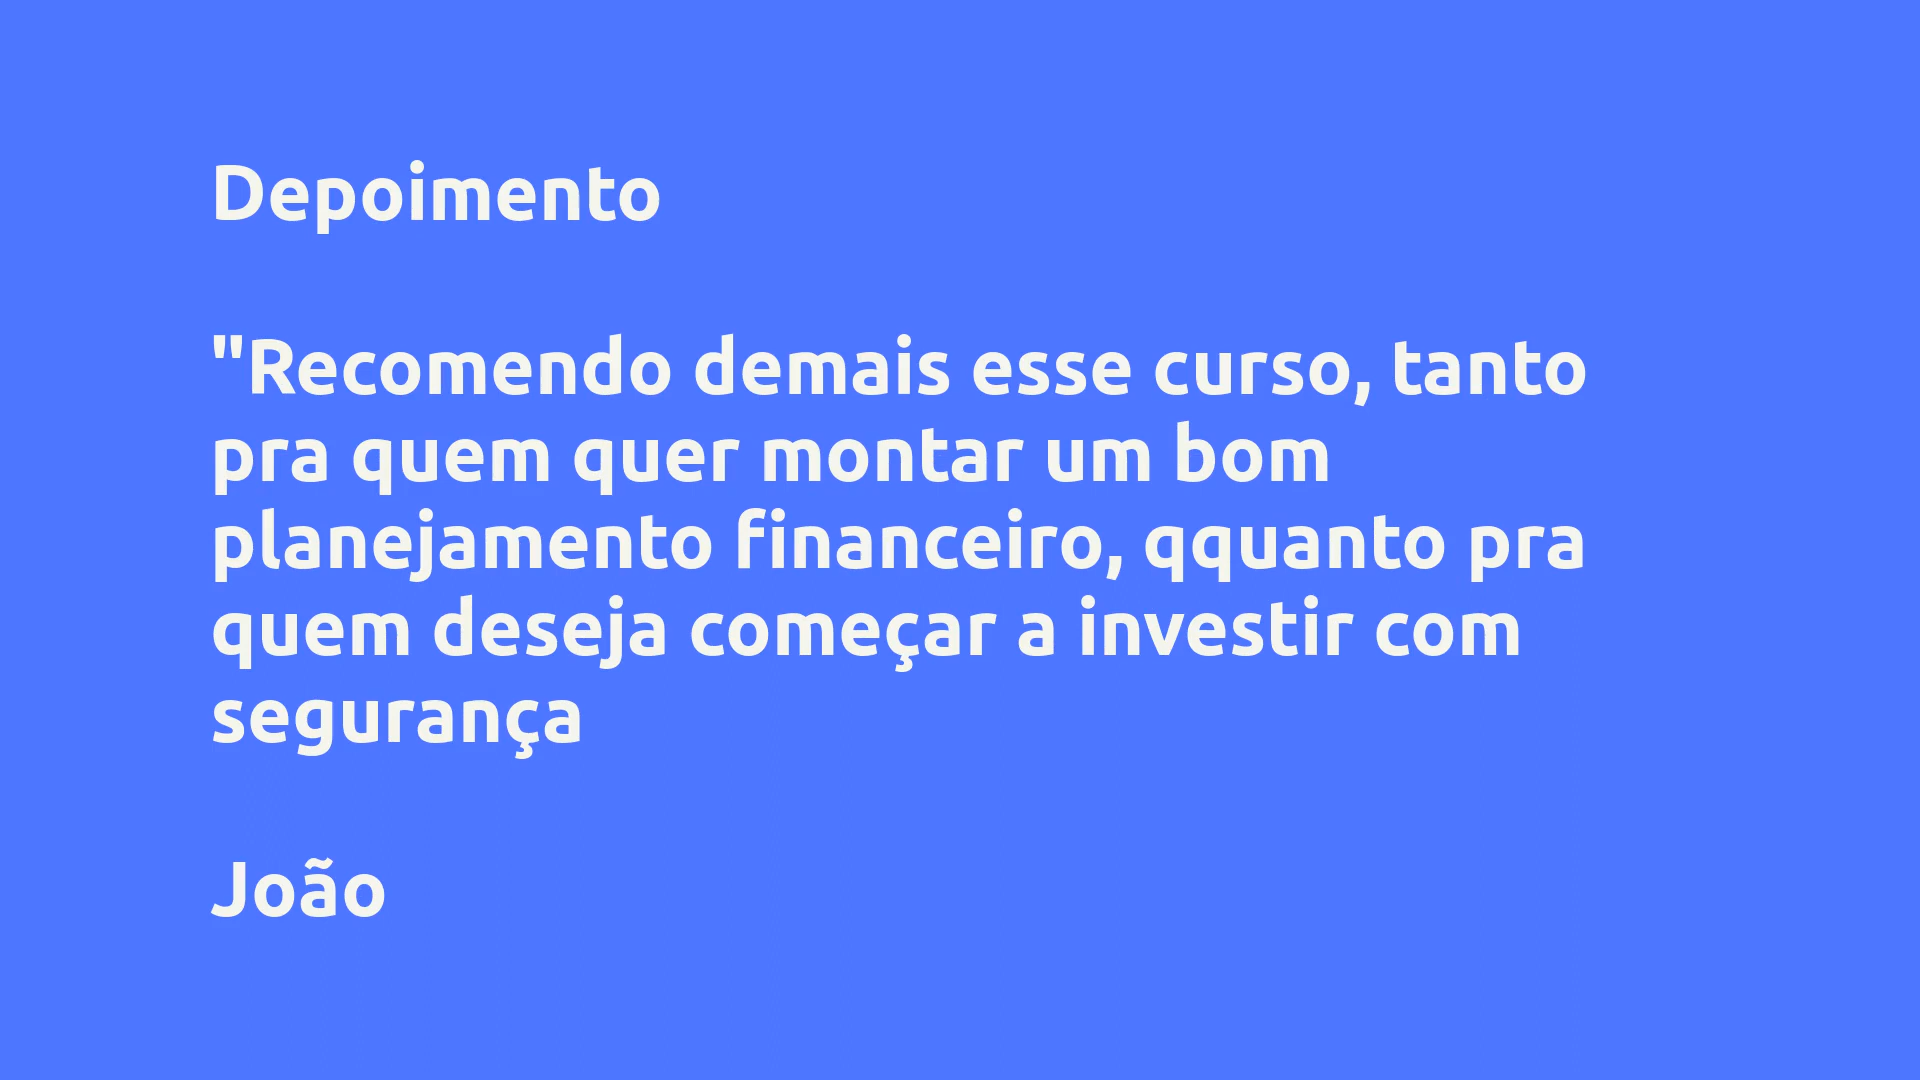 Depoimento
"Recomendo demais esse curso, tanto
pra quem quer montar um bom
planejamento financeiro, qquanto pra
quem deseja começar a investir com
segurança
João